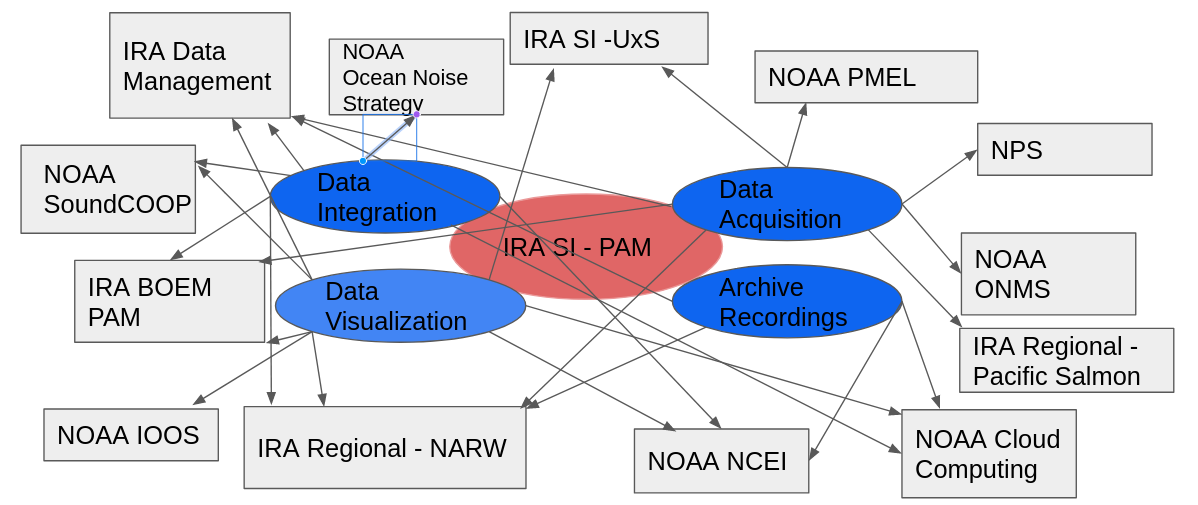 IRA Data
Management
NOAA
Ocean Noise
Strategy
IRA SI -UxS
NOAA PMEL
NPS
NOAA
SoundCOOP
Data
Integration
Data
Acquisition
IRA SI - PAM
NOAA
ONMS
IRA BOEM
PAM
Data
Visualization
Archive
Recordings
IRA Regional -
Pacific Salmon
NOAA IOOS
IRA Regional - NARW
NOAA NCEI
NOAA Cloud
Computing